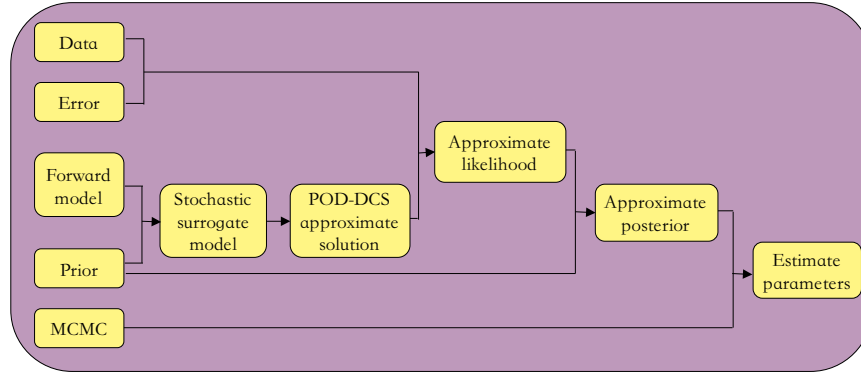 Data
Error
Forward
model
Prior
MCMC
Stochastic
surrogate
model
POD-DCS
approximate
solution
Approximate
likelihood
Approximate
posterior
Estimate
parameters